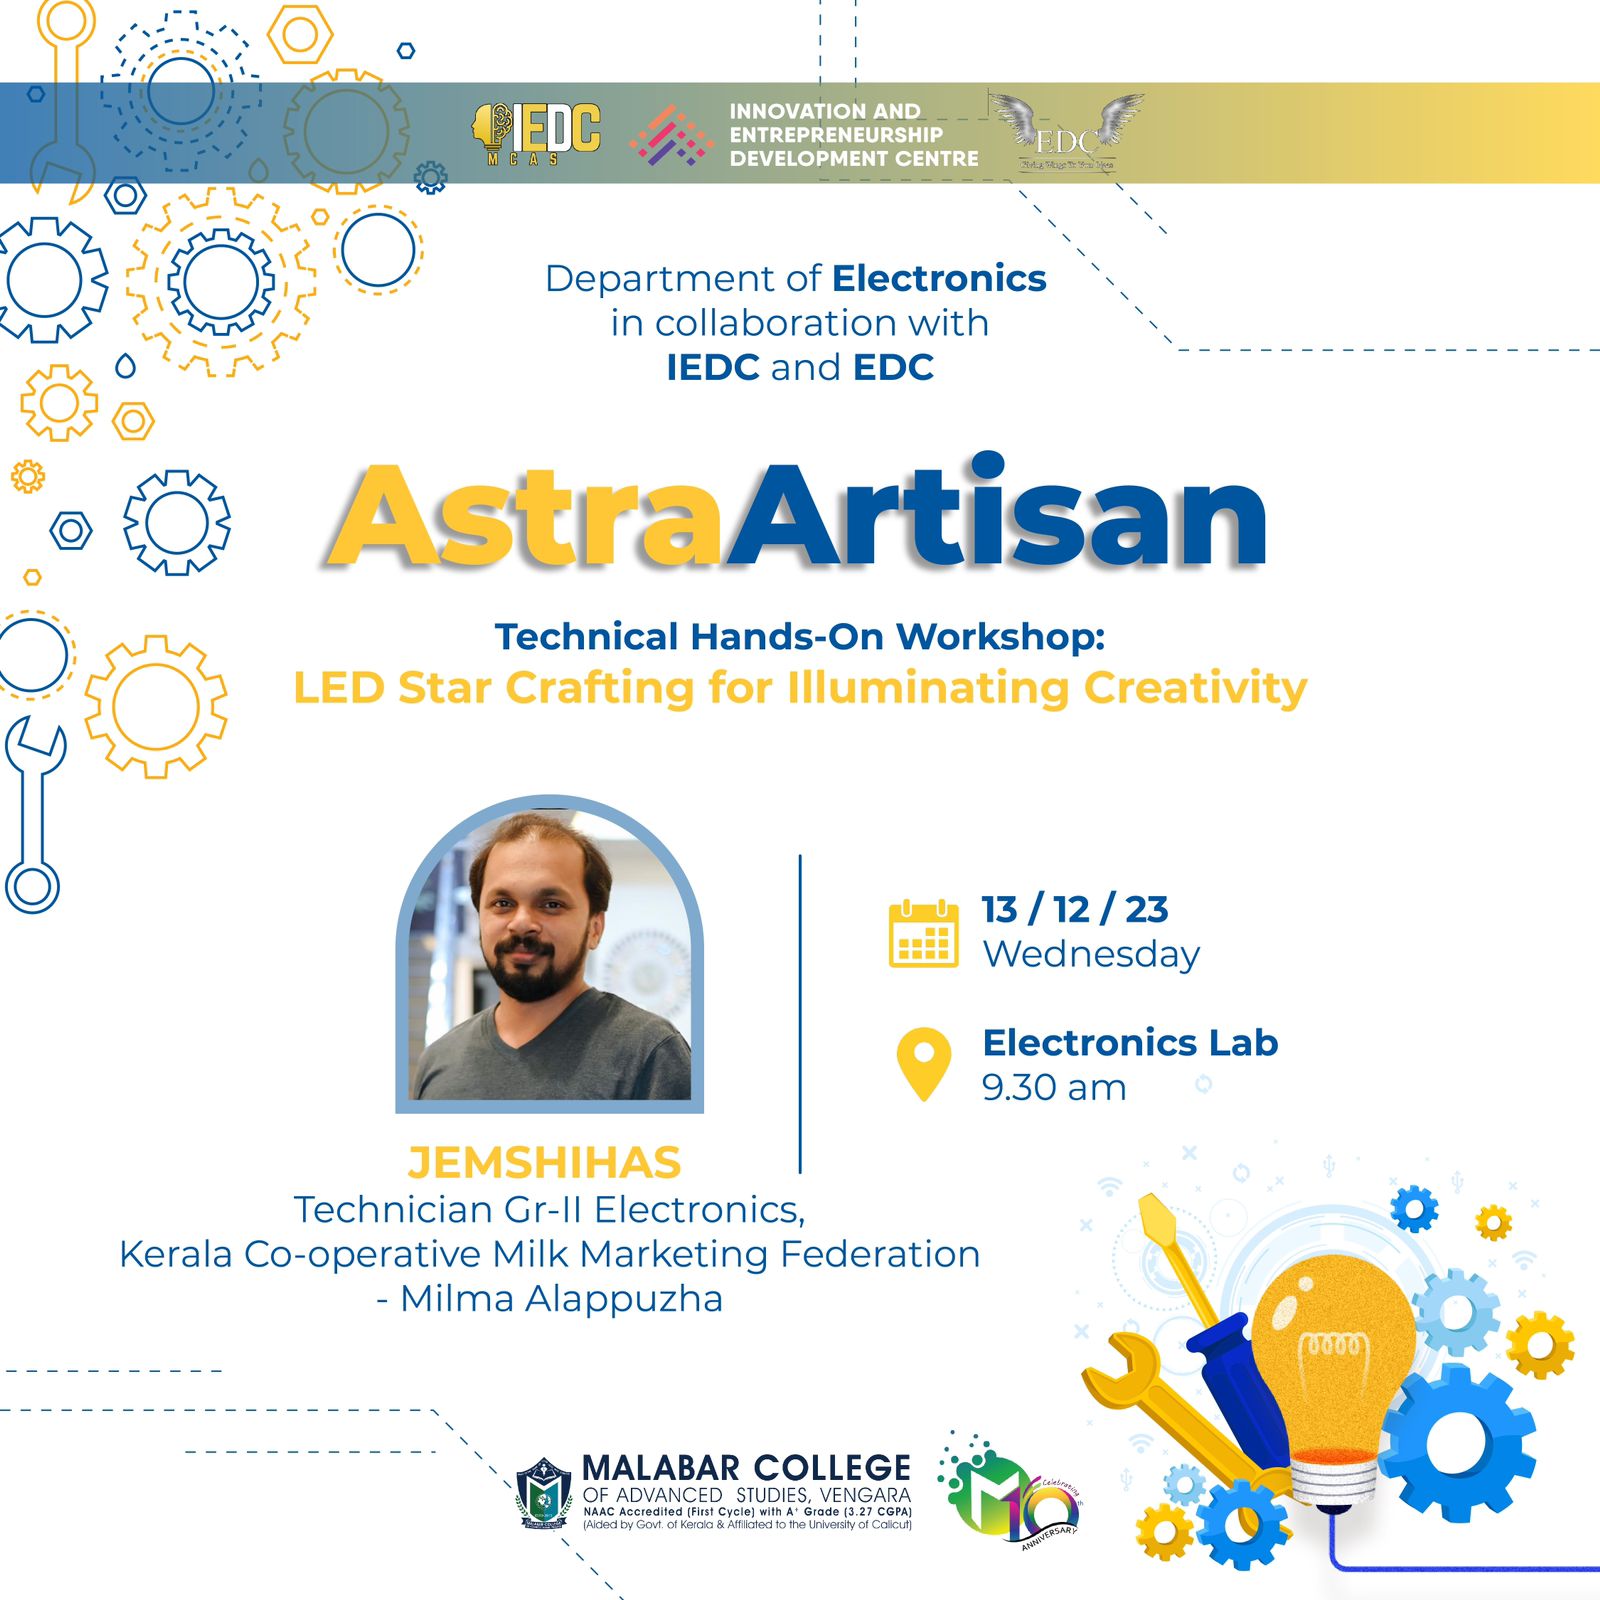 IEDC
MCAS
INNOVATION AND
ENTREPRENEURSHIP
DEVELOPMENT CENTRE
EDC
Department of Electronics
in collaboration with
IEDC and EDC
AstraArtisan
Technical Hands-On Workshop:
LED Star Crafting for Illuminating Creativity
13 / 12 / 23
Wednesday
Electronics Lab
9.30 am
JEMSHIHAS
Technician Gr-II Electronics,
Kerala Co-operative Milk Marketing Federation
- Milma Alappuzha
MALABAR COLLEGE
OF ADVANCED STUDIES, VENGARA
NAAC Accredited (First Cycle) with A+ Grade (3.27 CGPA)
(Aided by Govt. of Kerala & Affiliated to the University of Calicut)
Celebrating
M10th
ANNIVERSARY